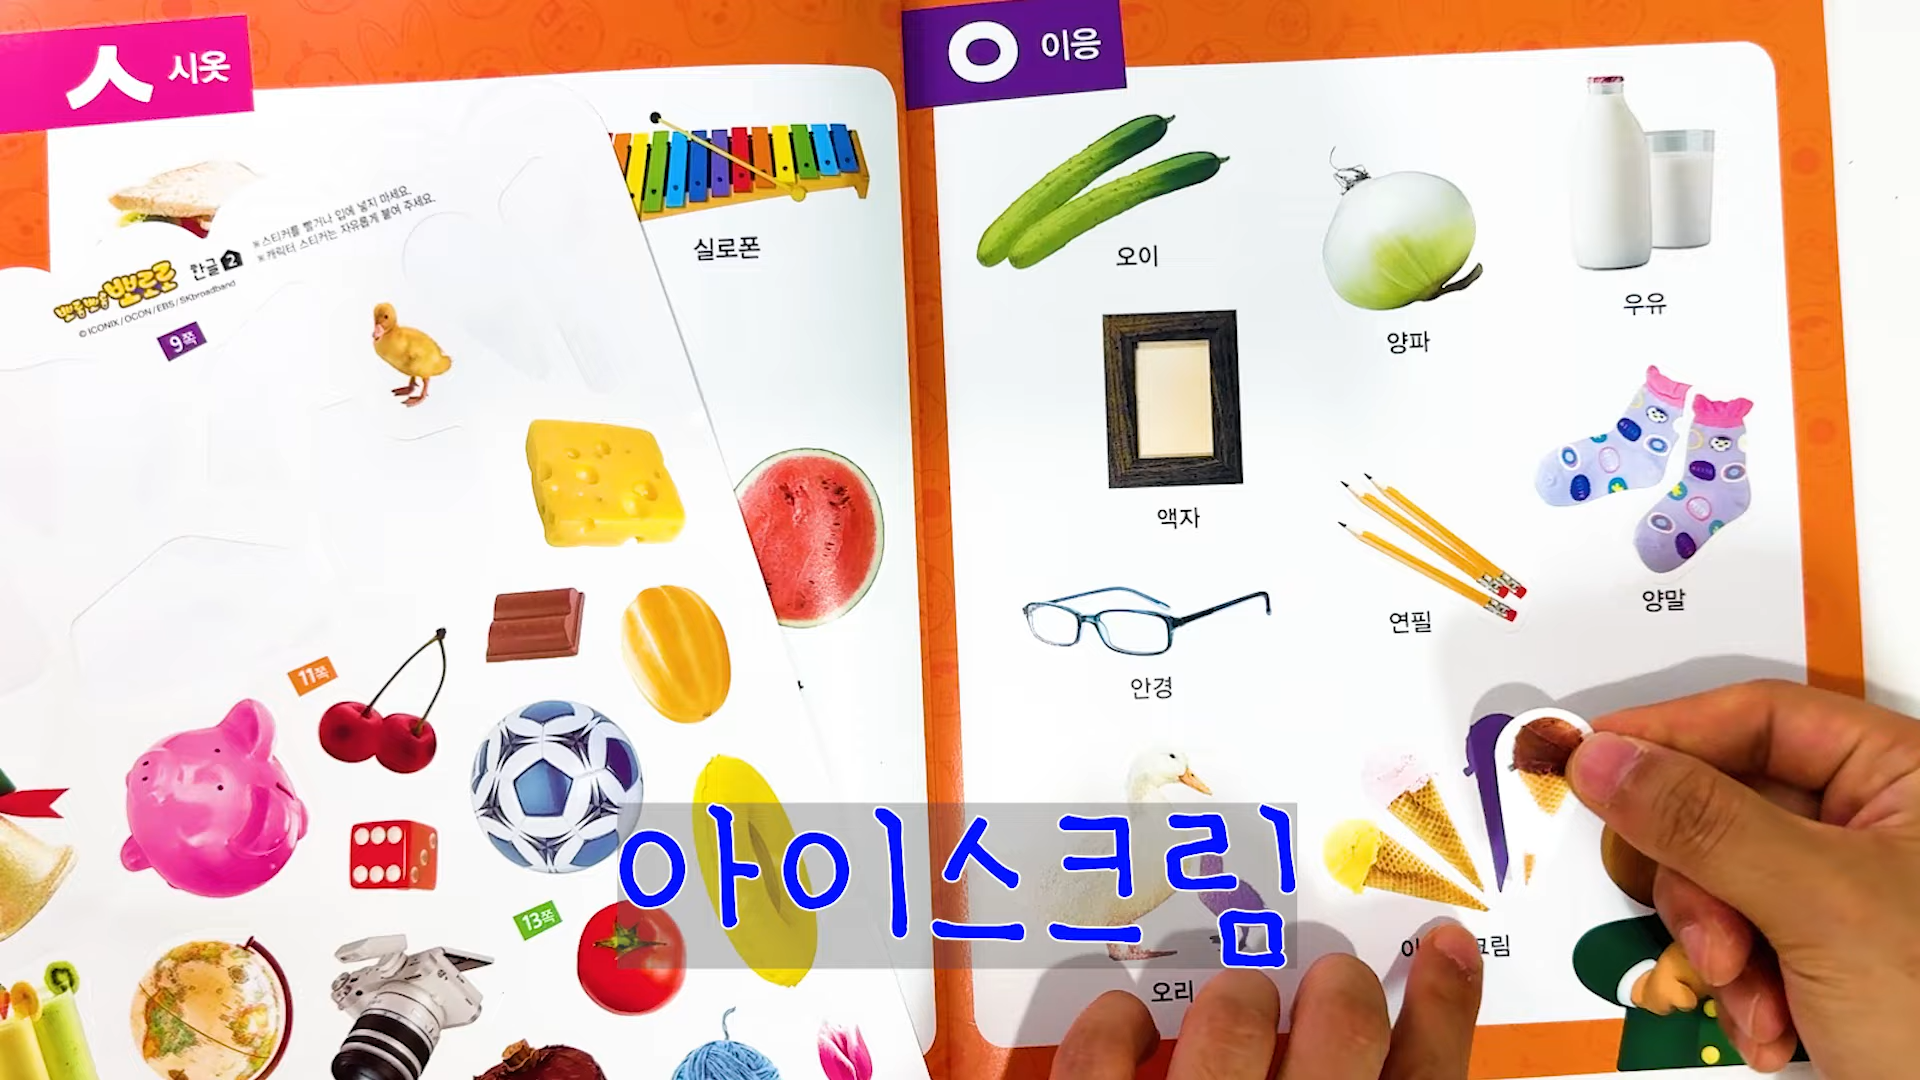 ㅅ 시옷
ㅇ 이응
※스티커를 빨거나 입에 넣지 마세요.
※캐릭터 스티커는 자유롭게 붙여 주세요.
뽀롱뽀롱 뽀로로 한글 2
© ICONIX / OCON / EBS / SKbroadband
9쪽
실로폰
오이
양파
우유
액자
연필
양말
안경
11쪽
13쪽
아이스크림
오리